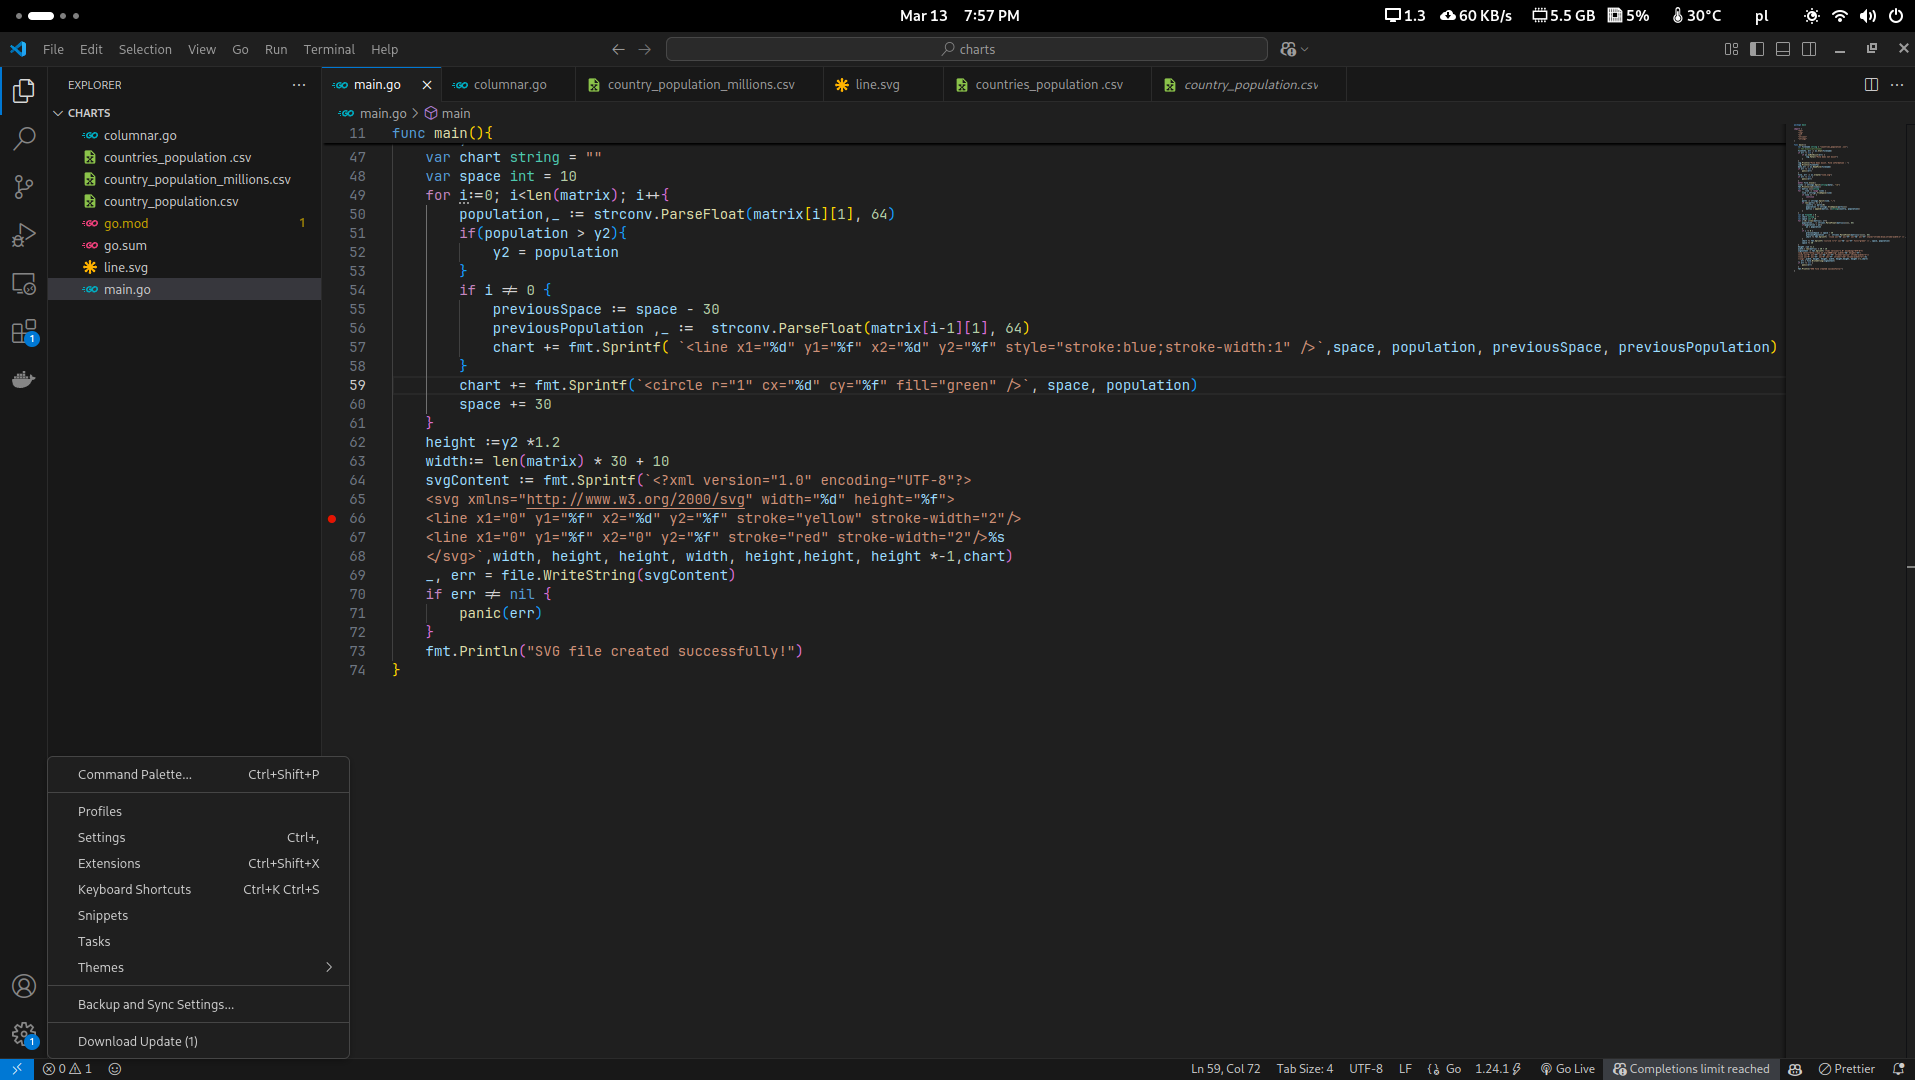 Mar 13 7:57 PM
1.3 60 KB/s 5.5 GB 5% 30°C pl
File Edit Selection View Go Run Terminal Help
charts
EXPLORER
main.go columnar.go country_population_millions.csv line.svg countries_population .csv country_population.csv
CHARTS
columnar.go
countries_population .csv
country_population_millions.csv
country_population.csv
go.mod 1
go.sum
line.svg
main.go
main.go > main
11 func main(){
47 var chart string = ""
48 var space int = 10
49 for i:=0; i<len(matrix); i++{
50 population,_ := strconv.ParseFloat(matrix[i][1], 64)
51 if(population > y2){
52 y2 = population
53 }
54 if i != 0 {
55 previousSpace := space - 30
56 previousPopulation ,_ := strconv.ParseFloat(matrix[i-1][1], 64)
57 chart += fmt.Sprintf( `<line x1="%d" y1="%f" x2="%d" y2="%f" style="stroke:blue;stroke-width:1" />`,space, population, previousSpace, previousPopulation)
58 }
59 chart += fmt.Sprintf(`<circle r="1" cx="%d" cy="%f" fill="green" />`, space, population)
60 space += 30
61 }
62 height :=y2 *1.2
63 width:= len(matrix) * 30 + 10
64 svgContent := fmt.Sprintf(`<?xml version="1.0" encoding="UTF-8"?>
65 <svg xmlns="http://www.w3.org/2000/svg" width="%d" height="%f">
66 <line x1="0" y1="%f" x2="%d" y2="%f" stroke="yellow" stroke-width="2"/>
67 <line x1="0" y1="%f" x2="0" y2="%f" stroke="red" stroke-width="2"/>%s
68 </svg>`,width, height, height, width, height,height, height *-1,chart)
69 _, err = file.WriteString(svgContent)
70 if err != nil {
71 panic(err)
72 }
73 fmt.Println("SVG file created successfully!")
74 }
Command Palette... Ctrl+Shift+P
Profiles
Settings Ctrl+,
Extensions Ctrl+Shift+X
Keyboard Shortcuts Ctrl+K Ctrl+S
Snippets
Tasks
Themes
Backup and Sync Settings...
Download Update (1)
1
1
0 1 Ln 59, Col 72 Tab Size: 4 UTF-8 LF Go 1.24.1 Go Live Completions limit reached Prettier